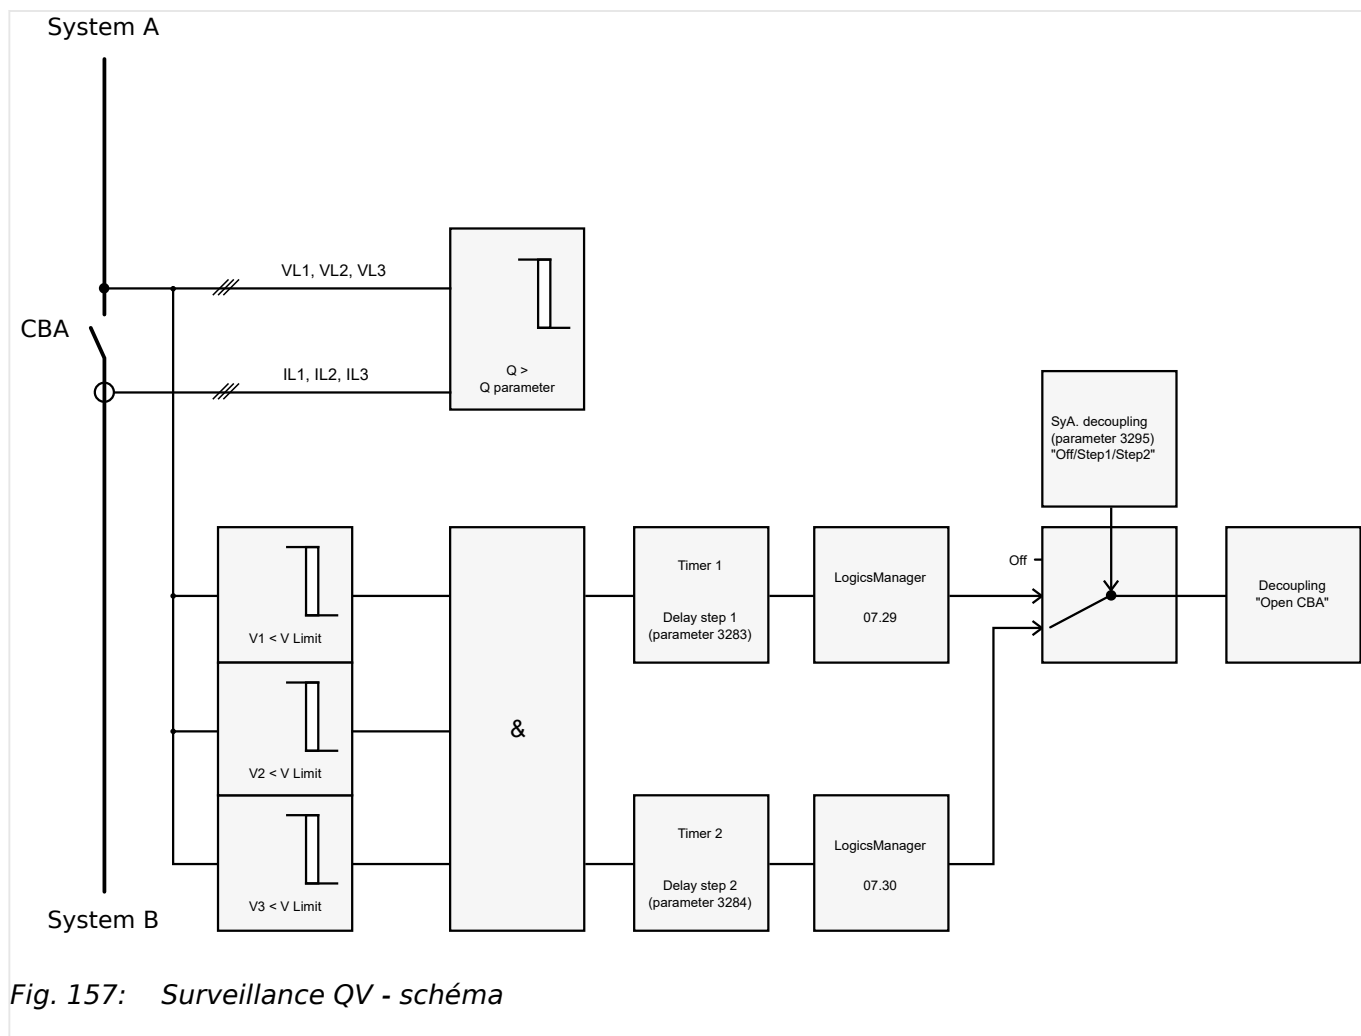 System A
VL1, VL2, VL3
CBA
IL1, IL2, IL3
Q >
Q parameter
SyA. decoupling
(parameter 3295)
"Off/Step1/Step2"
V1 < V Limit
V2 < V Limit
V3 < V Limit
&
Timer 1
Delay step 1
(parameter 3283)
LogicsManager
07.29
Off
Decoupling
"Open CBA"
Timer 2
Delay step 2
(parameter 3284)
LogicsManager
07.30
System B
Fig. 157: Surveillance QV - schéma